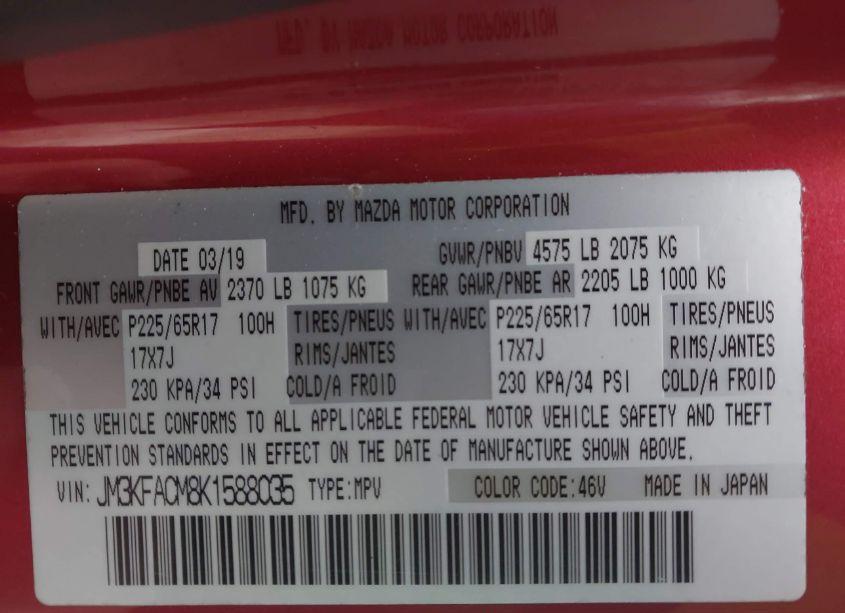 MFD. BY MAZDA MOTOR CORPORATION
DATE 03/19 GVWR/PNBV 4575 LB 2075 KG
FRONT GAWR/PNBE AV 2370 LB 1075 KG REAR GAWR/PNBE AR 2205 LB 1000 KG
WITH/AVEC P225/65R17 100H TIRES/PNEUS WITH/AVEC P225/65R17 100H TIRES/PNEUS
17X7J RIMS/JANTES 17X7J RIMS/JANTES
230 KPA/34 PSI COLD/A FROID 230 KPA/34 PSI COLD/A FROID
THIS VEHICLE CONFORMS TO ALL APPLICABLE FEDERAL MOTOR VEHICLE SAFETY AND THEFT
PREVENTION STANDARDS IN EFFECT ON THE DATE OF MANUFACTURE SHOWN ABOVE.
VIN: JM3KFACM8K1588035 TYPE:MPV COLOR CODE:46V MADE IN JAPAN